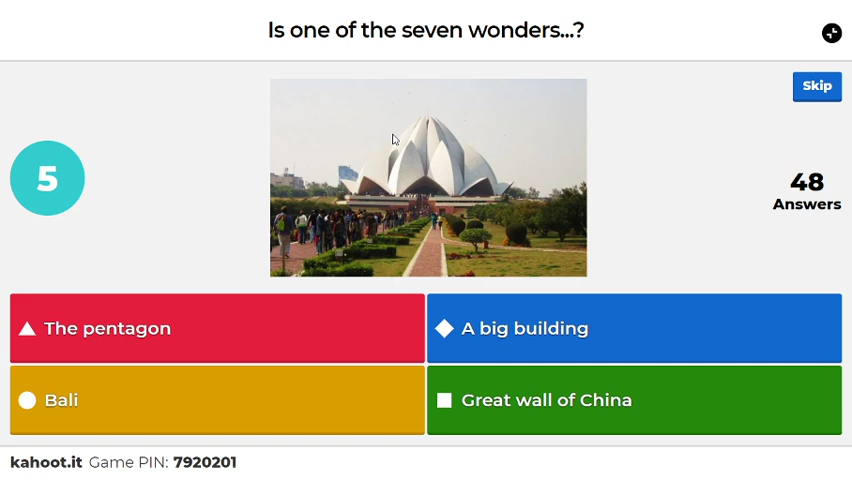 Is one of the seven wonders...?
Skip
5
48
Answers
The pentagon
A big building
Bali
Great wall of China
kahoot.it Game PIN: 7920201